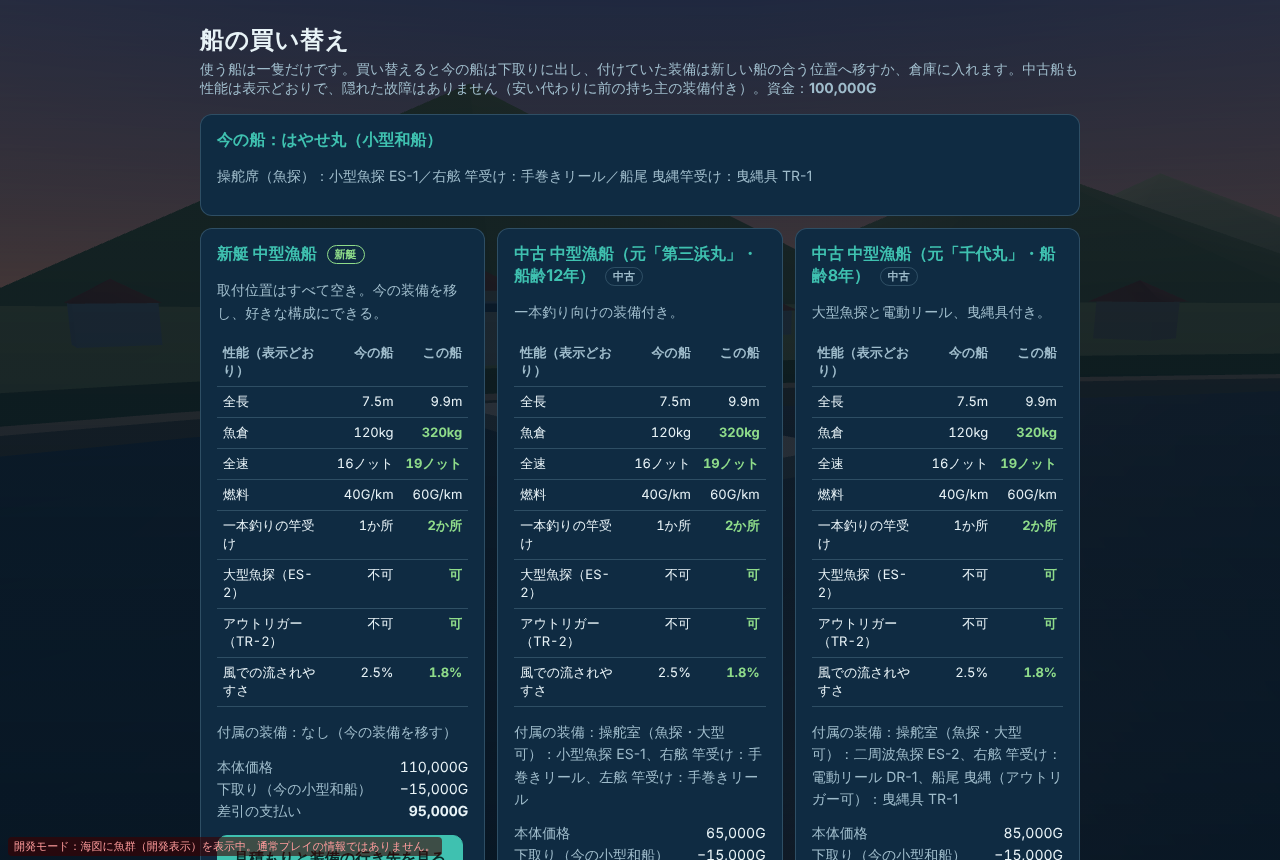 船の買い替え
使う船は一隻だけです。買い替えると今の船は下取りに出し、付けていた装備は新しい船の合う位置へ移すか、倉庫に入れます。中古船も
性能は表示どおりで、隠れた故障はありません（安い代わりに前の持ち主の装備付き）。資金：100,000G
今の船：はやせ丸（小型和船）
操舵席（魚探）：小型魚探 ES-1／右舷 竿受け：手巻きリール／船尾 曳縄竿受け：曳縄具 TR-1
新艇 中型漁船 新艇
取付位置はすべて空き。今の装備を移
し、好きな構成にできる。
性能（表示どお
り） 今の船 この船
全長 7.5m 9.9m
魚倉 120kg 320kg
全速 16ノット 19ノット
燃料 40G/km 60G/km
一本釣りの竿受
け 1か所 2か所
大型魚探（ES-
2） 不可 可
アウトリガー
（TR-2） 不可 可
風での流されや
すさ 2.5% 1.8%
付属の装備：なし（今の装備を移す）
本体価格 110,000G
下取り（今の小型和船） −15,000G
差引の支払い 95,000G
中古 中型漁船（元「第三浜丸」・
船齢12年） 中古
一本釣り向けの装備付き。
性能（表示どお
り） 今の船 この船
全長 7.5m 9.9m
魚倉 120kg 320kg
全速 16ノット 19ノット
燃料 40G/km 60G/km
一本釣りの竿受
け 1か所 2か所
大型魚探（ES-
2） 不可 可
アウトリガー
（TR-2） 不可 可
風での流されや
すさ 2.5% 1.8%
付属の装備：操舵室（魚探・大型
可）：小型魚探 ES-1、右舷 竿受け：手
巻きリール、左舷 竿受け：手巻きリー
ル
本体価格 65,000G
下取り（今の小型和船） −15,000G
中古 中型漁船（元「千代丸」・船
齢8年） 中古
大型魚探と電動リール、曳縄具付き。
性能（表示どお
り） 今の船 この船
全長 7.5m 9.9m
魚倉 120kg 320kg
全速 16ノット 19ノット
燃料 40G/km 60G/km
一本釣りの竿受
け 1か所 2か所
大型魚探（ES-
2） 不可 可
アウトリガー
（TR-2） 不可 可
風での流されや
すさ 2.5% 1.8%
付属の装備：操舵室（魚探・大型
可）：二周波魚探 ES-2、右舷 竿受け：
電動リール DR-1、船尾 曳縄（アウトリ
ガー可）：曳縄具 TR-1
本体価格 85,000G
下取り（今の小型和船） −15,000G
開発モード：海図に魚群（開発表示）を表示中。通常プレイの情報ではありません。